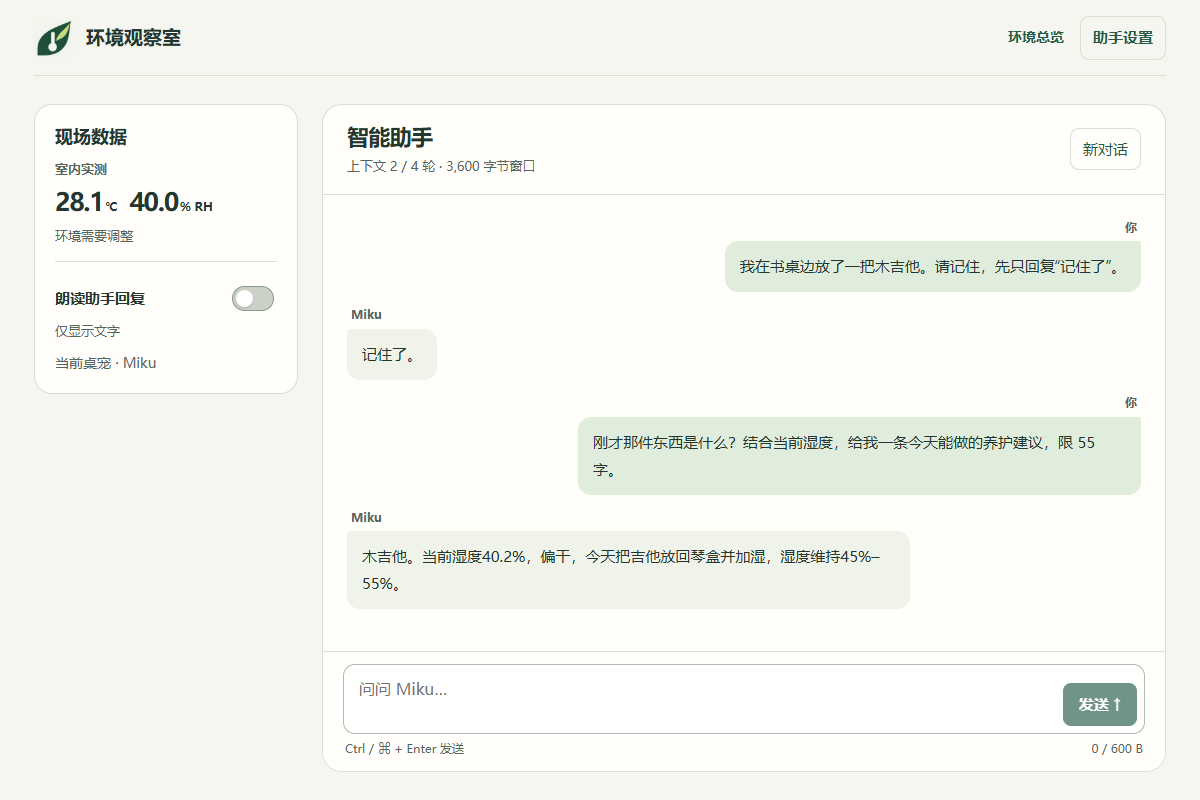 环境观察室
环境总览
助手设置
现场数据
室内实测
28.1℃ 40.0% RH
环境需要调整
朗读助手回复
仅显示文字
当前桌宠 · Miku
智能助手
上下文 2 / 4 轮 · 3,600 字节窗口
新对话
你
我在书桌边放了一把木吉他。请记住，先只回复“记住了”。
Miku
记住了。
你
刚才那件东西是什么？结合当前湿度，给我一条今天能做的养护建议，限 55
字。
Miku
木吉他。当前湿度40.2%，偏干，今天把吉他放回琴盒并加湿，湿度维持45%–
55%。
问问 Miku...
发送 ↑
Ctrl / ⌘ + Enter 发送
0 / 600 B